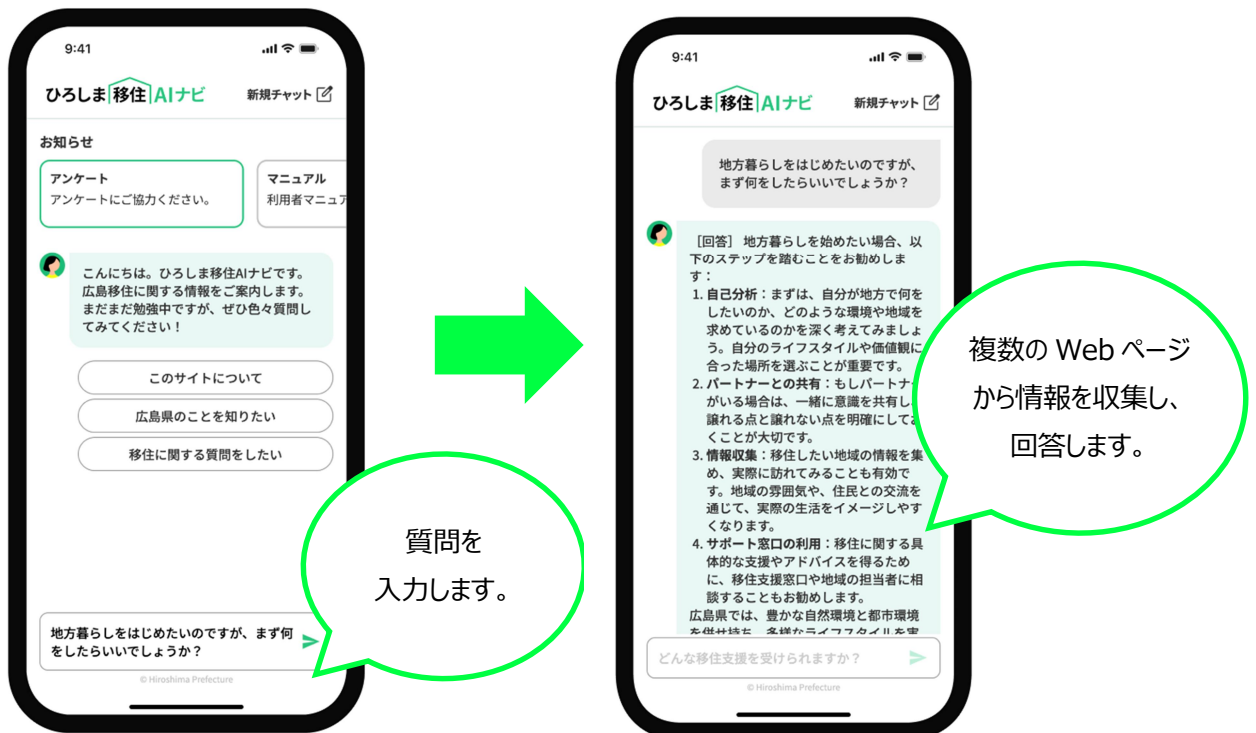 9:41
ひろしま移住AIナビ
新規チャット
お知らせ
アンケート
アンケートにご協力ください。
マニュアル
利用者マニュア
こんにちは。ひろしま移住AIナビです。
広島移住に関する情報をご案内します。
まだまだ勉強中ですが、ぜひ色々質問し
てみてください!
このサイトについて
広島県のことを知りたい
移住に関する質問をしたい
質問を
入力します。
地方暮らしをはじめたいのですが、まず何
をしたらいいでしょうか?
© Hiroshima Prefecture
9:41
ひろしま移住AIナビ
新規チャット
地方暮らしをはじめたいのですが、
まず何をしたらいいでしょうか?
[回答] 地方暮らしを始めたい場合、以
下のステップを踏むことをお勧めしま
す:
1. 自己分析:まずは、自分が地方で何を
したいのか、どのような環境や地域を
求めているのかを深く考えてみましょ
う。自分のライフスタイルや価値観に
合った場所を選ぶことが重要です。
2. パートナーとの共有:もしパートナー
がいる場合は、一緒に意識を共有し、
譲れる点と譲れない点を明確にしてお
くことが大切です。
3. 情報収集:移住したい地域の情報を集
め、実際に訪れてみることも有効で
す。地域の雰囲気や、住民との交流を
通じて、実際の生活をイメージしやす
くなります。
4. サポート窓口の利用:移住に関する具
体的な支援やアドバイスを得るため
に、移住支援窓口や地域の担当者に相
談することもお勧めします。
広島県では、豊かな自然環境と都市環境
を併せ持ち、多様なライフスタイルを実
複数の Web ページ
から情報を収集し、
回答します。
どんな移住支援を受けられますか?
© Hiroshima Prefecture